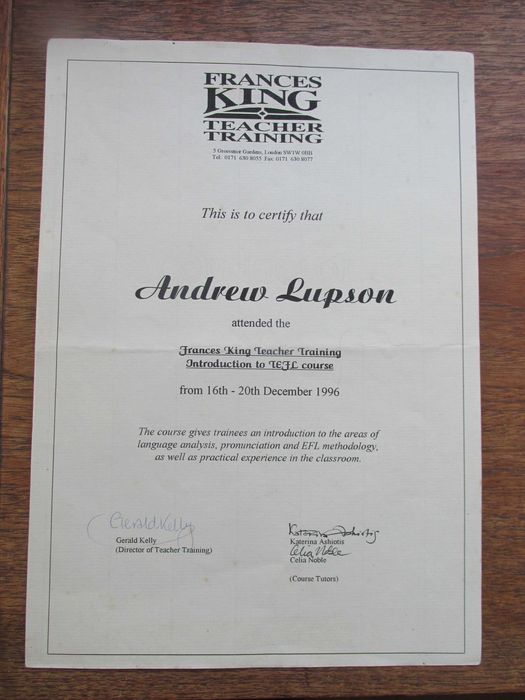 FRANCES
KING
TEACHER
TRAINING
5 Grosvenor Gardens, London SW1W 0BB
Tel: 0171 630 8055 Fax: 0171 630 8077
This is to certify that
Andrew Lupson
attended the
Frances King Teacher Training
Introduction to TEFL course
from 16th - 20th December 1996
The course gives trainees an introduction to the areas of
language analysis, pronunciation and EFL methodology,
as well as practical experience in the classroom.
Gerald Kelly
Gerald Kelly
(Director of Teacher Training)
Katerina Ashiotis
Katerina Ashiotis
Celia Noble
Celia Noble
(Course Tutors)